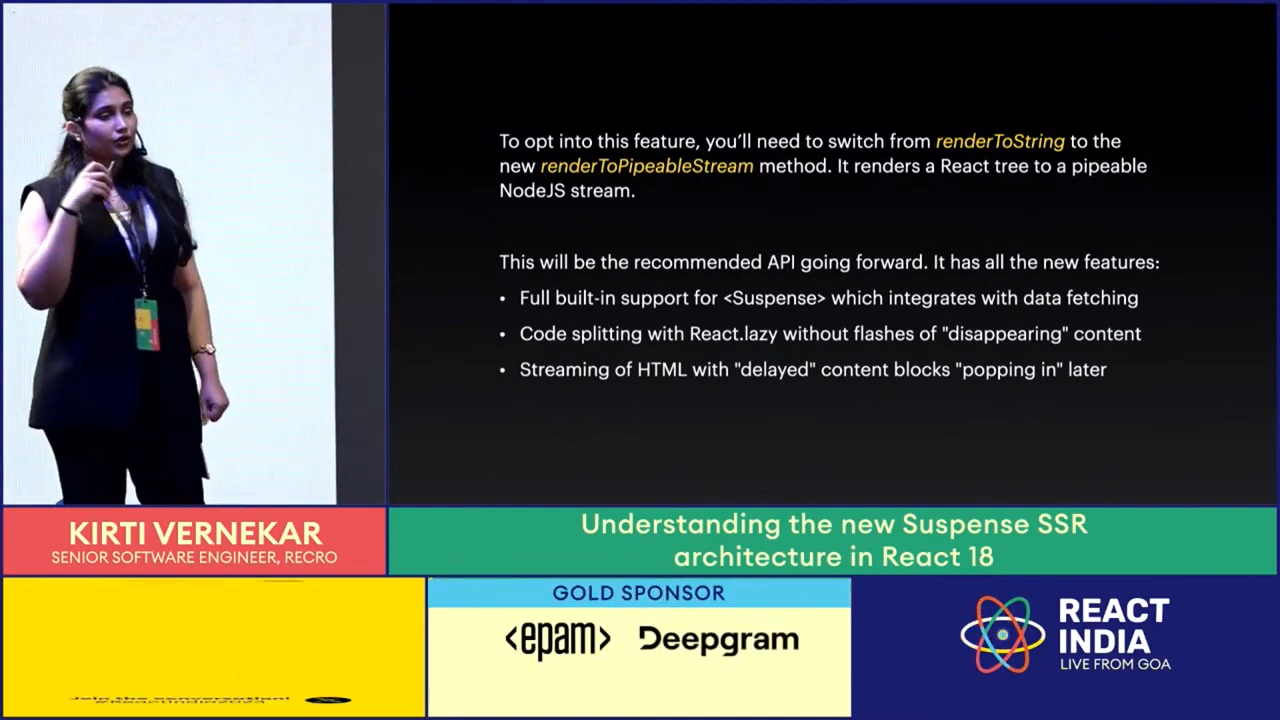 To opt into this feature, you’ll need to switch from renderToString to the
new renderToPipeableStream method. It renders a React tree to a pipeable
NodeJS stream.
This will be the recommended API going forward. It has all the new features:
• Full built-in support for <Suspense> which integrates with data fetching
• Code splitting with React.lazy without flashes of "disappearing" content
• Streaming of HTML with "delayed" content blocks "popping in" later
KIRTI VERNEKAR
SENIOR SOFTWARE ENGINEER, RECRO
Understanding the new Suspense SSR
architecture in React 18
Join the conversation!
#ReactIndia2023
GOLD SPONSOR
<epam> Deepgram
REACT
INDIA
LIVE FROM GOA